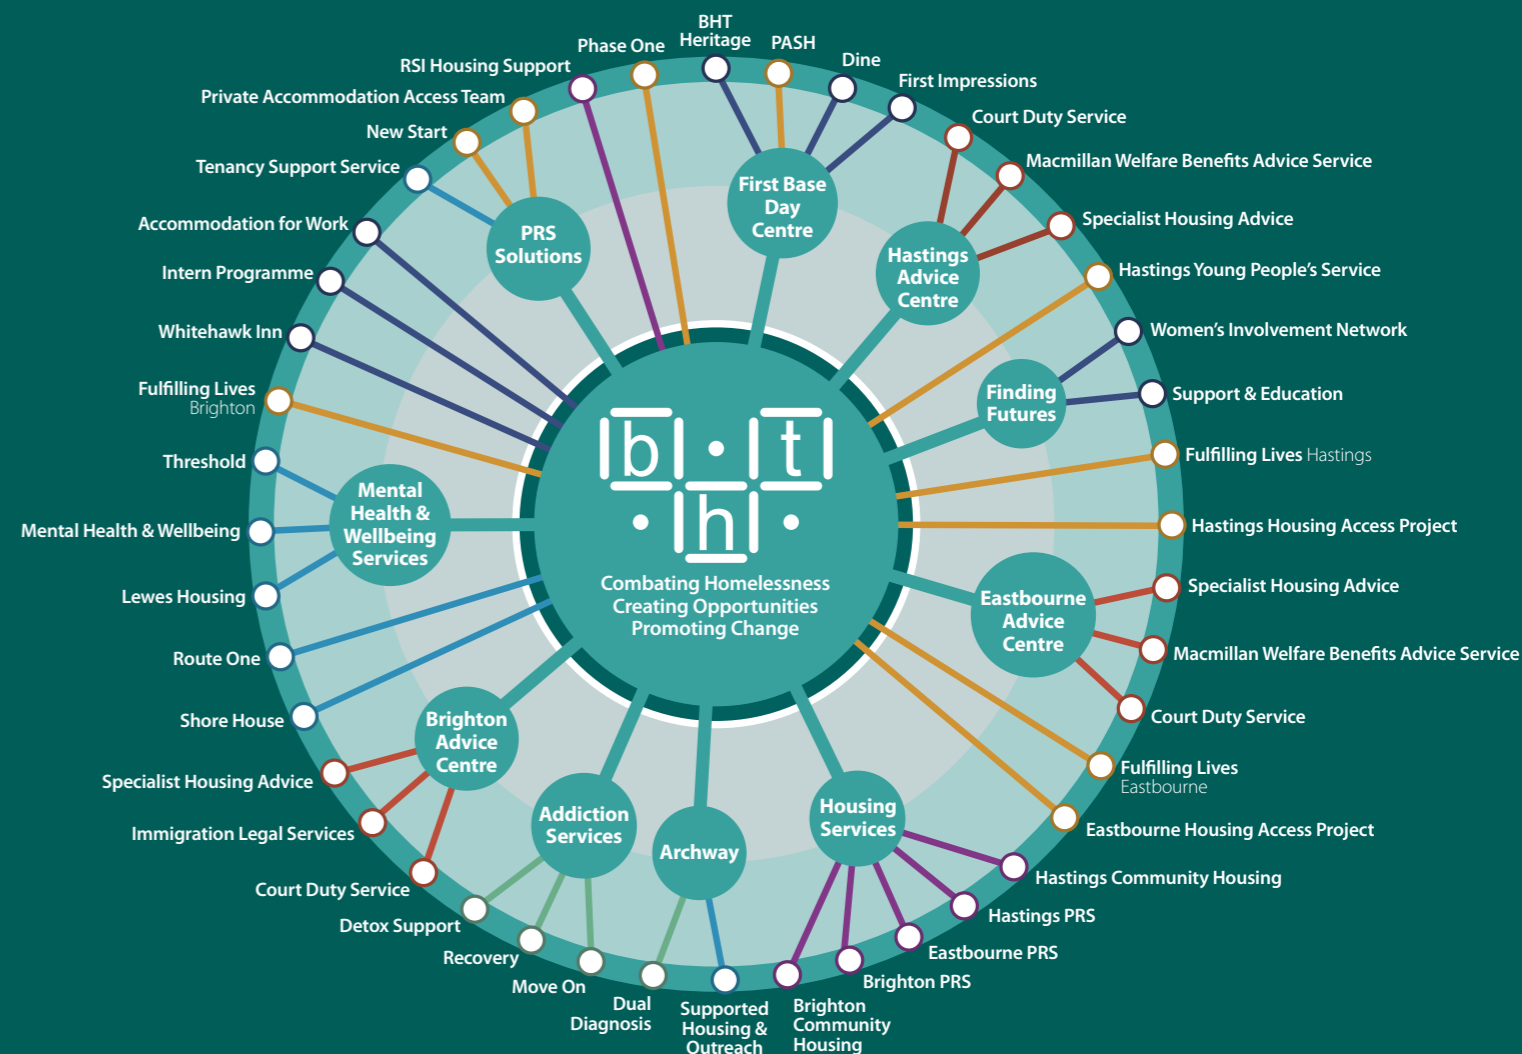 BHT
Heritage
PASH
Dine
First Impressions
Court Duty Service
Macmillan Welfare Benefits Advice Service
Specialist Housing Advice
Hastings Young People’s Service
Women’s Involvement Network
Support & Education
Fulfilling Lives Hastings
Hastings Housing Access Project
Specialist Housing Advice
Macmillan Welfare Benefits Advice Service
Court Duty Service
Fulfilling Lives
Eastbourne
Eastbourne Housing Access Project
Hastings Community Housing
Hastings PRS
Eastbourne PRS
Brighton PRS
Brighton
Community
Housing
Supported
Housing &
Outreach
Dual
Diagnosis
Move On
Recovery
Detox Support
Court Duty Service
Immigration Legal Services
Specialist Housing Advice
Shore House
Route One
Lewes Housing
Mental Health & Wellbeing
Threshold
Fulfilling Lives
Brighton
Whitehawk Inn
Intern Programme
Accommodation for Work
Tenancy Support Service
New Start
Private Accommodation Access Team
RSI Housing Support
Phase One
First Base
Day
Centre
Hastings
Advice
Centre
Finding
Futures
Eastbourne
Advice
Centre
Housing
Services
Archway
Addiction
Services
Brighton
Advice
Centre
Mental
Health &
Wellbeing
Services
PRS
Solutions
b t
h
Combating Homelessness
Creating Opportunities
Promoting Change